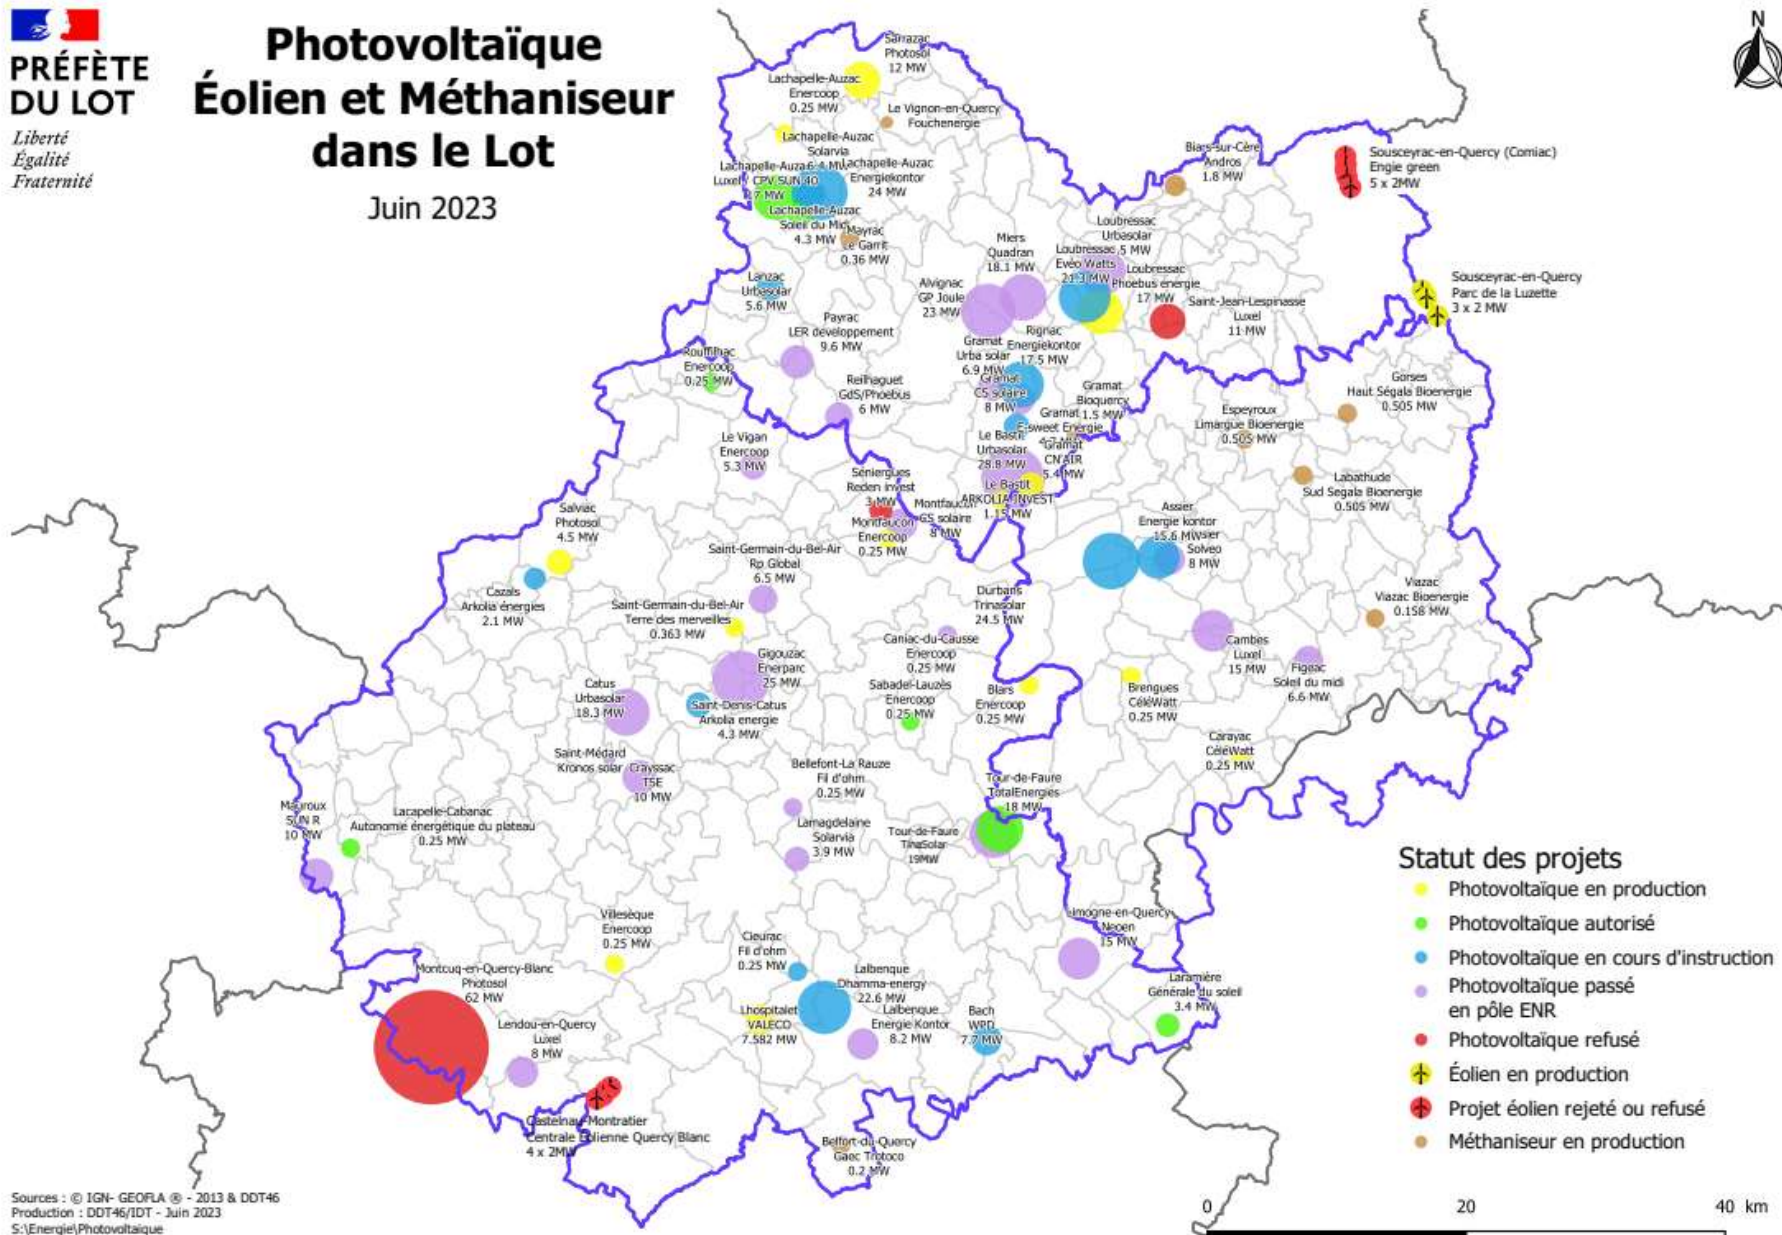 PRÉFÈTE
DU LOT
Liberté
Égalité
Fraternité
Photovoltaïque
Éolien et Méthaniseur
dans le Lot
Juin 2023
N
Sarrazac
Photosol
12 MW
Lachapelle-Auzac
Enercoop
0.25 MW
Le Vignon-en-Quercy
Fouchenergie
Lachapelle-Auzac
Solarvia
6.4 MW
Lachapelle-Auzac
Energiekontor
24 MW
Luxel / CPV SUN 40
Lachapelle-Auzac
Soleil du Midi
4.3 MW
Mayrac
Le Garrit
0.36 MW
Biars-sur-Cère
Andros
1.8 MW
Sousceyrac-en-Quercy (Comiac)
Engie green
5 x 2MW
Sousceyrac-en-Quercy
Parc de la Luzette
3 x 2 MW
Loubressac
Urbasolar
5 MW
Loubressac
Evéo Watts
21.3 MW
Loubressac
Phoebus énergie
17 MW
Saint-Jean-Lespinasse
Luxel
11 MW
Miers
Quadran
18.1 MW
Alvignac
GP Joule
23 MW
Lanzac
Urbasolar
5.6 MW
Payrac
LER developpement
9.6 MW
Rouffilhac
Enercoop
0.25 MW
Reilhaguet
GdS/Phoebus
6 MW
Rignac
Energiekontor
17.5 MW
Gramat
Urba solar
6.9 MW
Gramat
CS solaire
8 MW
Gramat
Bioquercy
1.5 MW
Gramat
E-sweet Energie
Gramat
CN'AIR
5.4 MW
Le Bastit
Urbasolar
28.8 MW
Le Bastit
ARKOLIA INVEST
1.15 MW
Gorses
Haut Ségala Bioenergie
0.505 MW
Espeyroux
Limargue Bioenergie
0.505 MW
Labathude
Sud Segala Bioenergie
0.505 MW
Le Vigan
Enercoop
5.3 MW
Séniergues
Reden invest
3 MW
Montfaucon
GS solaire
8 MW
Montfaucon
Enercoop
0.25 MW
Assier
Energie kontor
15.6 MW
Solveo
8 MW
Salviac
Photosol
4.5 MW
Cazals
Arkolia énergies
2.1 MW
Saint-Germain-du-Bel-Air
Rp Global
6.5 MW
Saint-Germain-du-Bel-Air
Terre des merveilles
0.363 MW
Durbans
Trinasolar
24.5 MW
Viazac
Viazac Bioenergie
0.158 MW
Caniac-du-Causse
Enercoop
0.25 MW
Cambes
Luxel
15 MW
Figeac
Soleil du midi
6.6 MW
Gigouzac
Enerparc
25 MW
Catus
Urbasolar
18.3 MW
Saint-Denis-Catus
Arkolia energie
4.3 MW
Sabadel-Lauzès
Enercoop
0.25 MW
Blars
Enercoop
0.25 MW
Brengues
CéléWatt
0.25 MW
Carayac
CéléWatt
0.25 MW
Saint-Médard
Kronos solar
Crayssac
TSE
10 MW
Bellefont-La Rauze
Fil d'ohm
0.25 MW
Lamagdelaine
Solarvia
3.9 MW
Tour-de-Faure
TotalEnergies
18 MW
Tour-de-Faure
TinaSolar
19MW
Mauroux
SUN R
10 MW
Lacapelle-Cabanac
Autonomie énergétique du plateau
0.25 MW
Villesèque
Enercoop
0.25 MW
Limogne-en-Quercy
Neoen
15 MW
Cieurac
Fil d'ohm
0.25 MW
Lalbenque
Dhamma-energy
22.6 MW
Lalbenque
Energie Kontor
8.2 MW
Lhospitalet
VALECO
7.582 MW
Bach
WPD
7.7 MW
Laramière
Générale du soleil
3.4 MW
Montcuq-en-Quercy-Blanc
Photosol
62 MW
Lendou-en-Quercy
Luxel
8 MW
Castelnau-Montratier
Centrale Eolienne Quercy Blanc
4 x 2MW
Belfort-du-Quercy
Gaec Trotoco
0.2 MW
Statut des projets
Photovoltaïque en production
Photovoltaïque autorisé
Photovoltaïque en cours d'instruction
Photovoltaïque passé
en pôle ENR
Photovoltaïque refusé
Éolien en production
Projet éolien rejeté ou refusé
Méthaniseur en production
0 20 40 km
Sources : © IGN- GEOFLA ® - 2013 & DDT46
Production : DDT46/IDT - Juin 2023
S:\Energie\Photovoltaique